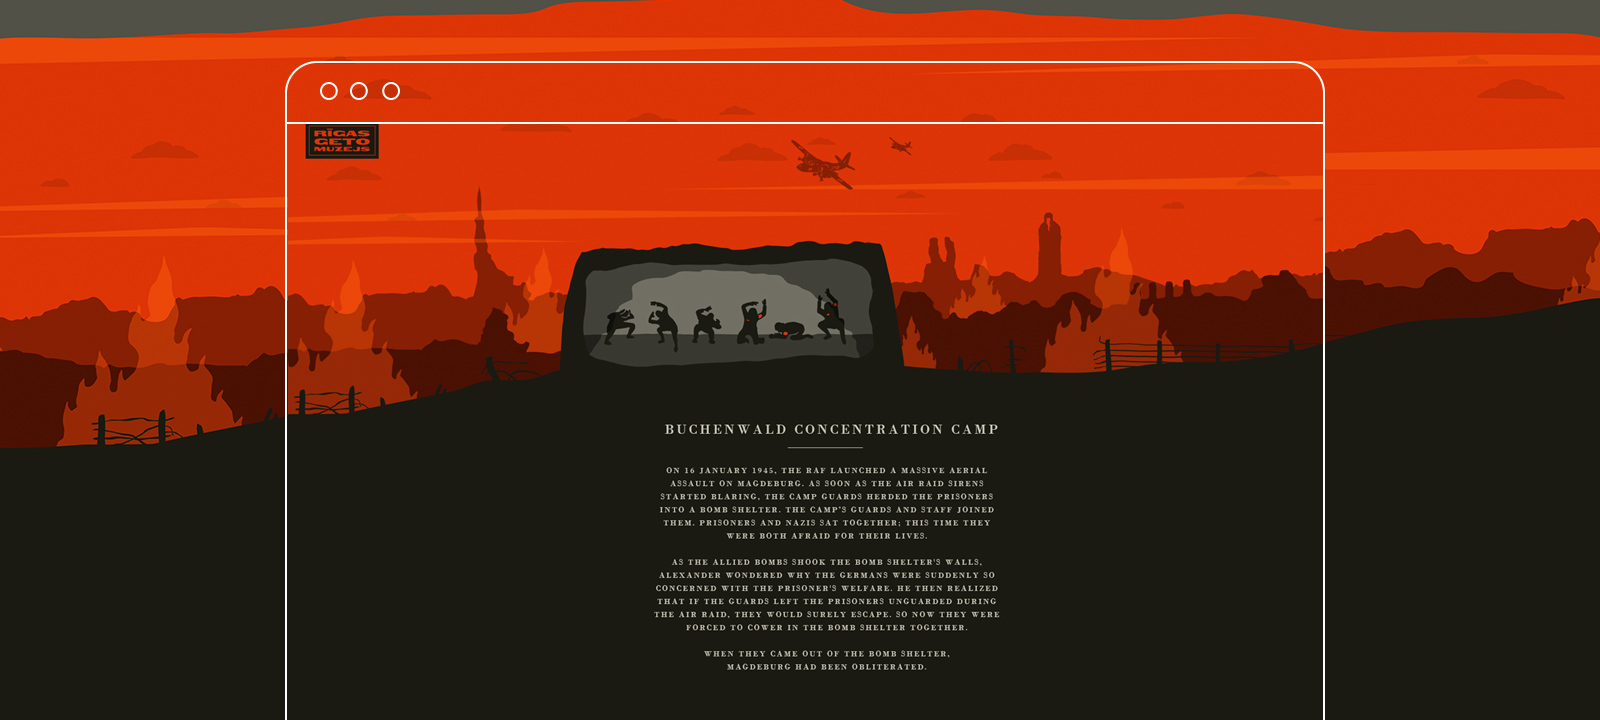 RĪGAS
GETO
MUZEJS
BUCHENWALD CONCENTRATION CAMP
ON 16 JANUARY 1945, THE RAF LAUNCHED A MASSIVE AERIAL
ASSAULT ON MAGDEBURG. AS SOON AS THE AIR RAID SIRENS
STARTED BLARING, THE CAMP GUARDS HERDED THE PRISONERS
INTO A BOMB SHELTER. THE CAMP'S GUARDS AND STAFF JOINED
THEM. PRISONERS AND NAZIS SAT TOGETHER; THIS TIME THEY
WERE BOTH AFRAID FOR THEIR LIVES.
AS THE ALLIED BOMBS SHOOK THE BOMB SHELTER'S WALLS,
ALEXANDER WONDERED WHY THE GERMANS WERE SUDDENLY SO
CONCERNED WITH THE PRISONER'S WELFARE. HE THEN REALIZED
THAT IF THE GUARDS LEFT THE PRISONERS UNGUARDED DURING
THE AIR RAID, THEY WOULD SURELY ESCAPE. SO NOW THEY WERE
FORCED TO COWER IN THE BOMB SHELTER TOGETHER.
WHEN THEY CAME OUT OF THE BOMB SHELTER,
MAGDEBURG HAD BEEN OBLITERATED.